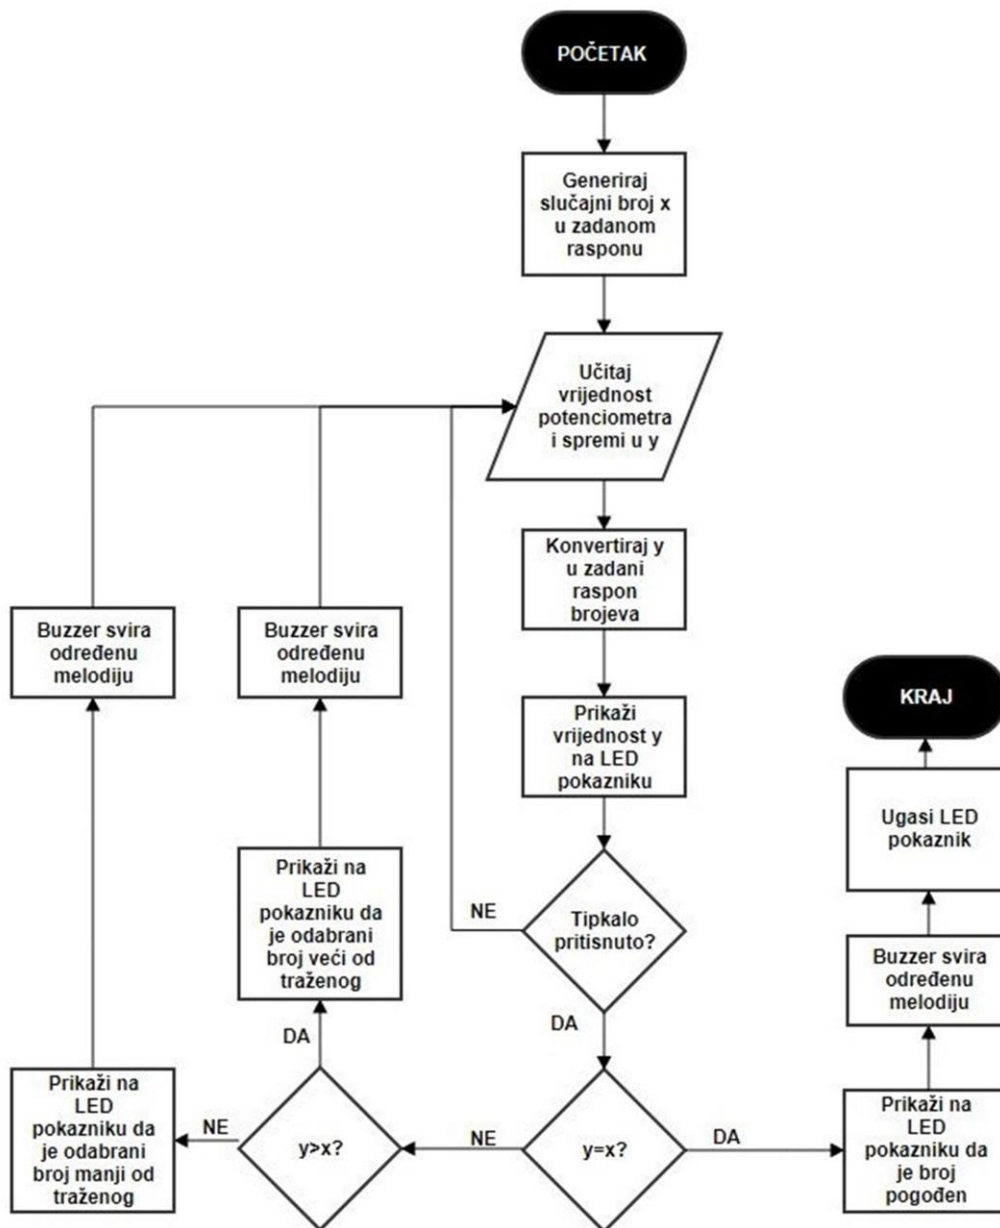 POČETAK
Generiraj
slučajni broj x
u zadanom
rasponu
Učitaj
vrijednost
potenciometra
i spremi u y
Konvertiraj y
u zadani
raspon
brojeva
Buzzer svira
određenu
melodiju
Buzzer svira
određenu
melodiju
Prikaži
vrijednost y
na LED
pokazniku
KRAJ
Ugasi LED
pokaznik
Prikaži na
LED
pokazniku da
je odabrani
broj veći od
traženog
NE
Tipkalo
pritisnuto?
Buzzer svira
određenu
melodiju
DA
DA
Prikaži na
LED
pokazniku da
je odabrani
broj manji od
traženog
NE
y>x?
NE
y=x?
DA
Prikaži na
LED
pokazniku da
je broj
pogođen